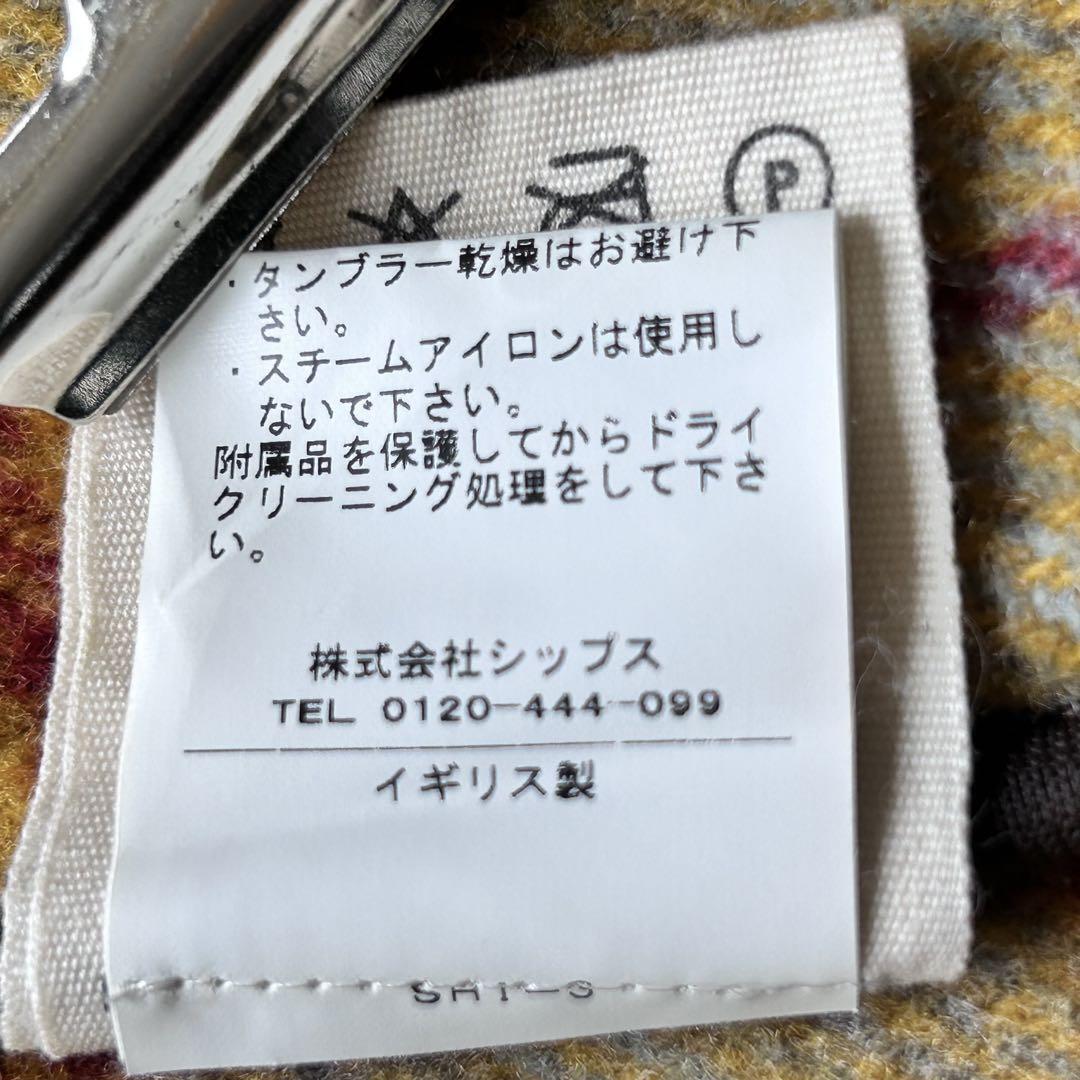 P
・タンブラー乾燥はお避け下
さい。
・スチームアイロンは使用し
ないで下さい。
附属品を保護してからドライ
クリーニング処理をして下さ
い。
株式会社シップス
TEL 0120-444-099
イギリス製